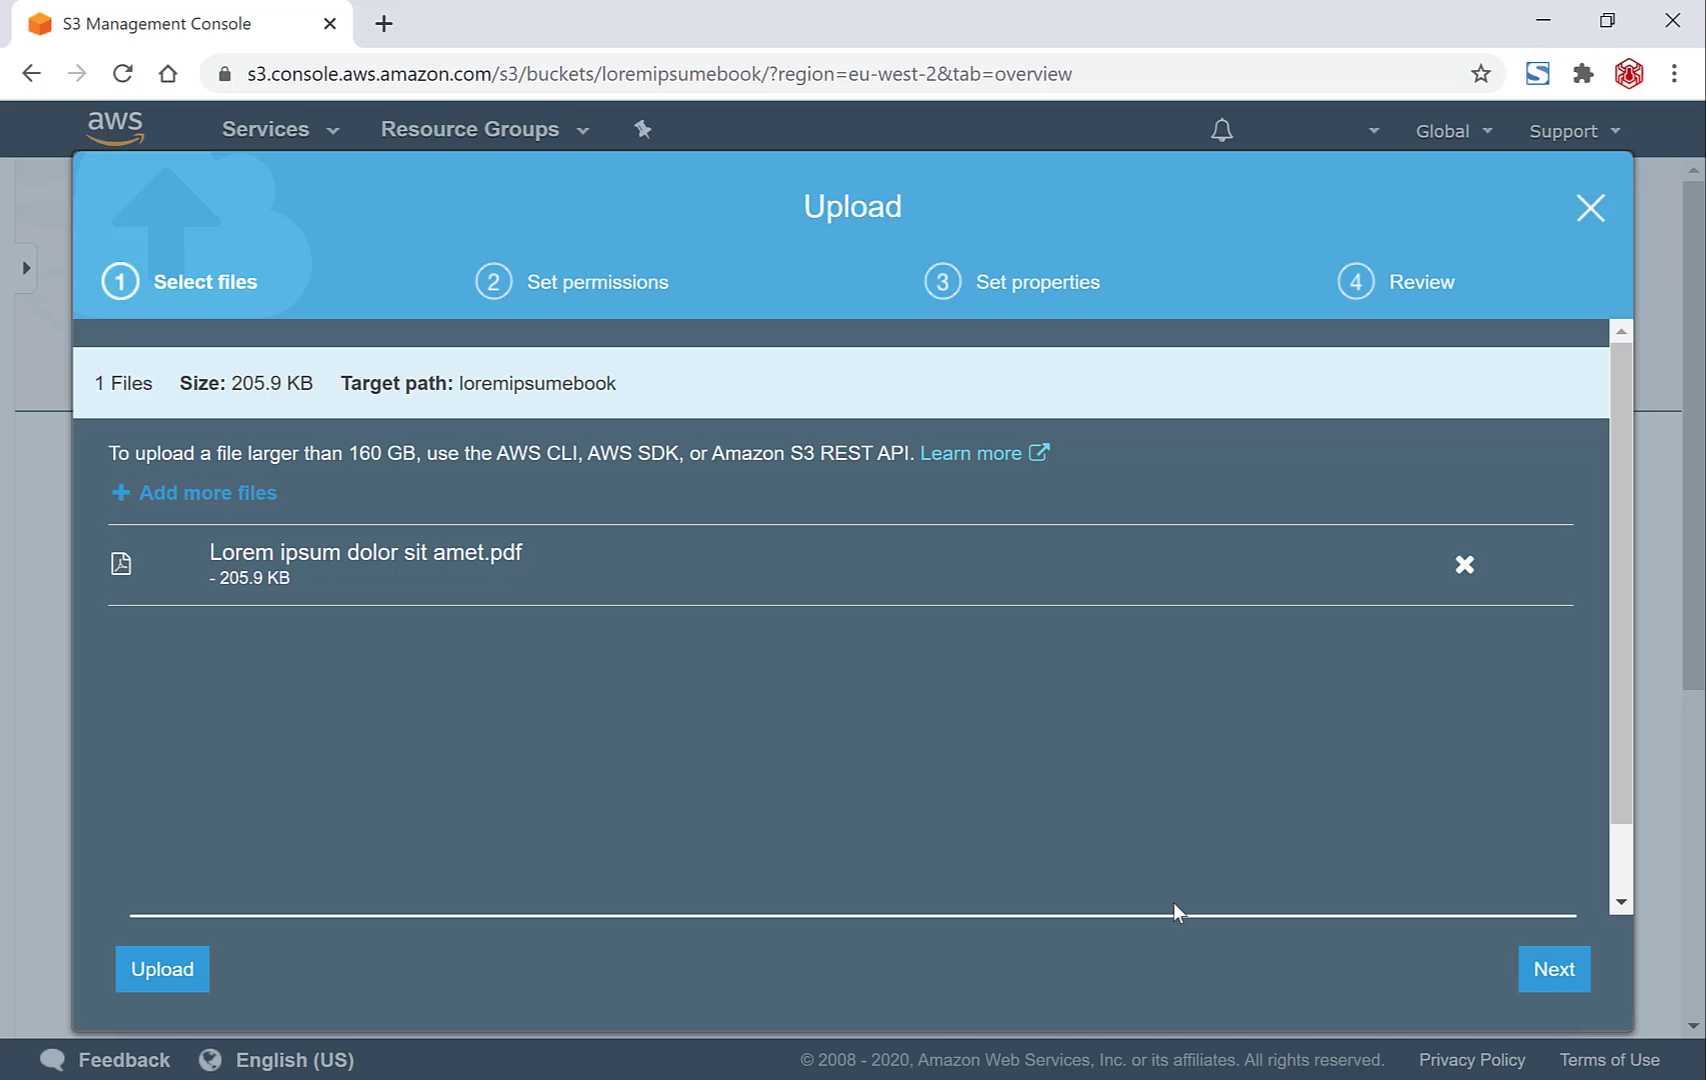 S3 Management Console
s3.console.aws.amazon.com/s3/buckets/loremipsumebook/?region=eu-west-2&tab=overview
aws Services Resource Groups Global Support
Upload
1 Select files 2 Set permissions 3 Set properties 4 Review
1 Files Size: 205.9 KB Target path: loremipsumebook
To upload a file larger than 160 GB, use the AWS CLI, AWS SDK, or Amazon S3 REST API. Learn more
Add more files
Lorem ipsum dolor sit amet.pdf
- 205.9 KB
Upload Next
Feedback English (US) © 2008 - 2020, Amazon Web Services, Inc. or its affiliates. All rights reserved. Privacy Policy Terms of Use